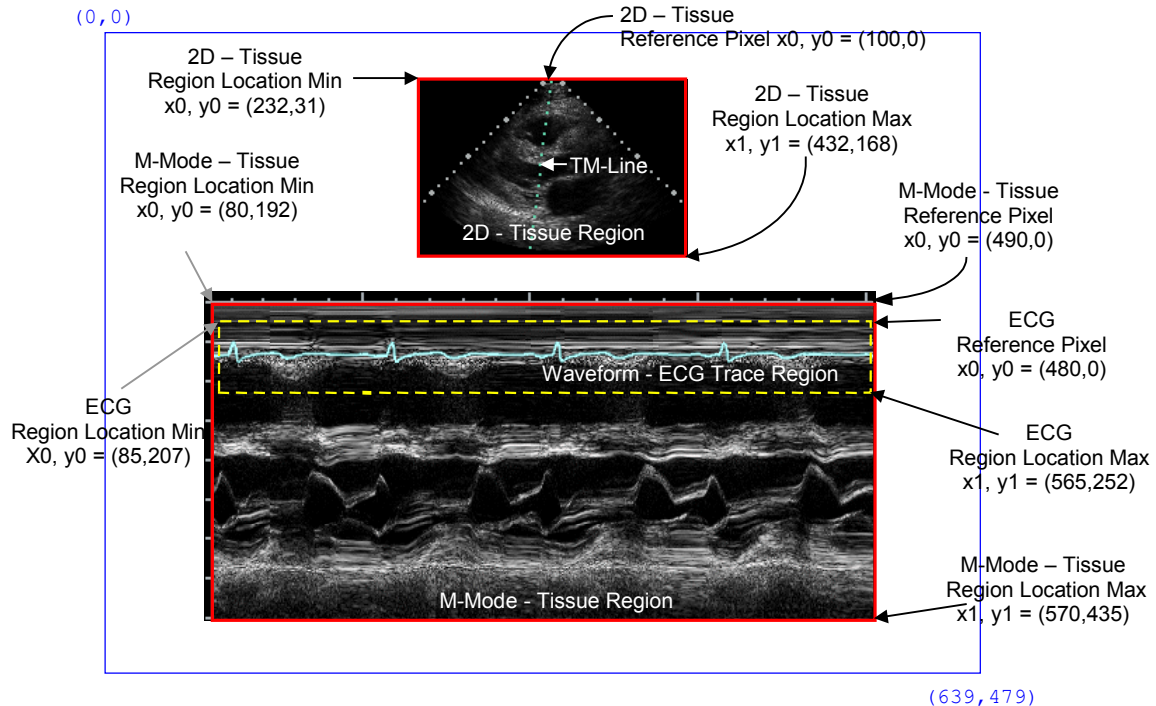 (0,0)
2D – Tissue
Reference Pixel x0, y0 = (100,0)
2D – Tissue
Region Location Min
x0, y0 = (232,31)
2D – Tissue
Region Location Max
x1, y1 = (432,168)
TM-Line
2D - Tissue Region
M-Mode – Tissue
Region Location Min
x0, y0 = (80,192)
M-Mode - Tissue
Reference Pixel
x0, y0 = (490,0)
ECG
Reference Pixel
x0, y0 = (480,0)
Waveform - ECG Trace Region
ECG
Region Location Min
X0, y0 = (85,207)
ECG
Region Location Max
x1, y1 = (565,252)
M-Mode – Tissue
Region Location Max
x1, y1 = (570,435)
M-Mode - Tissue Region
(639,479)